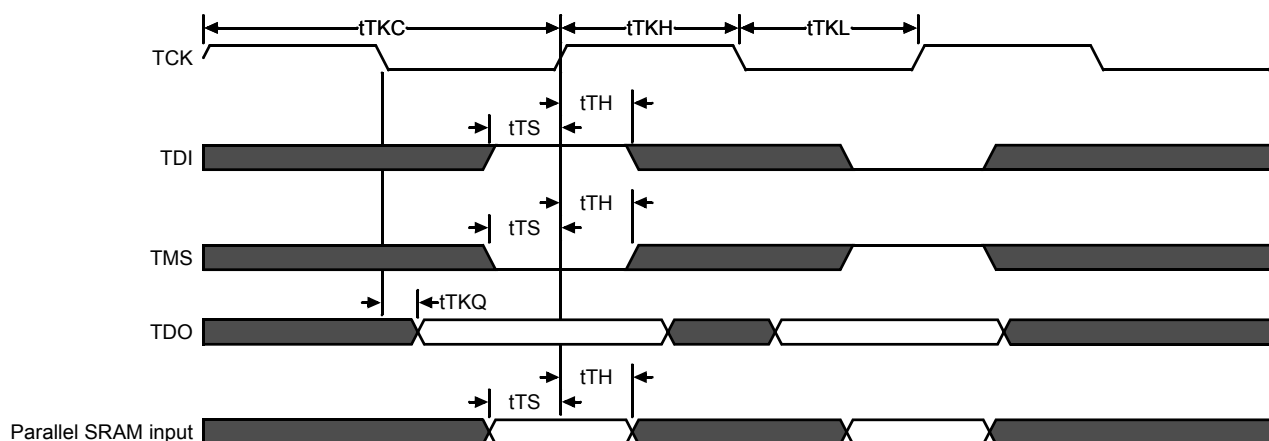 tTKC tTKH tTKL
TCK
tTH
tTS
TDI
tTH
tTS
TMS
tTKQ
TDO
tTH
tTS
Parallel SRAM input